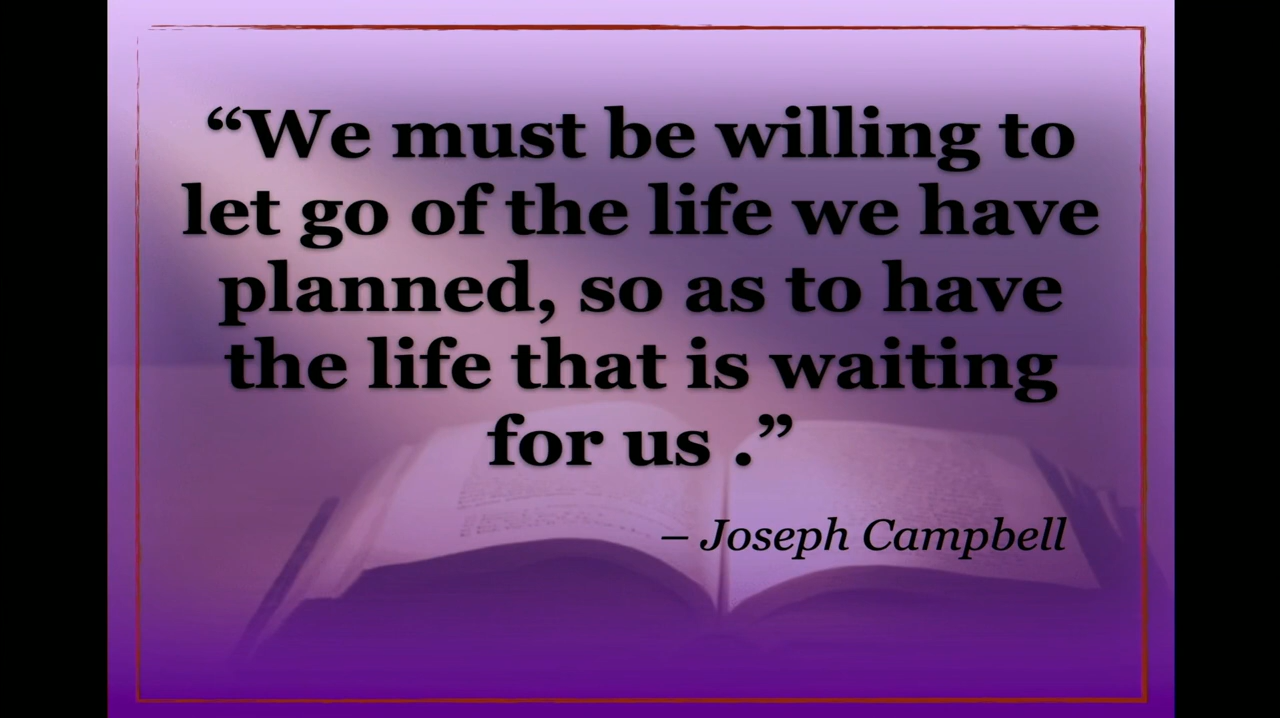 “We must be willing to
let go of the life we have
planned, so as to have
the life that is waiting
for us .”
– Joseph Campbell